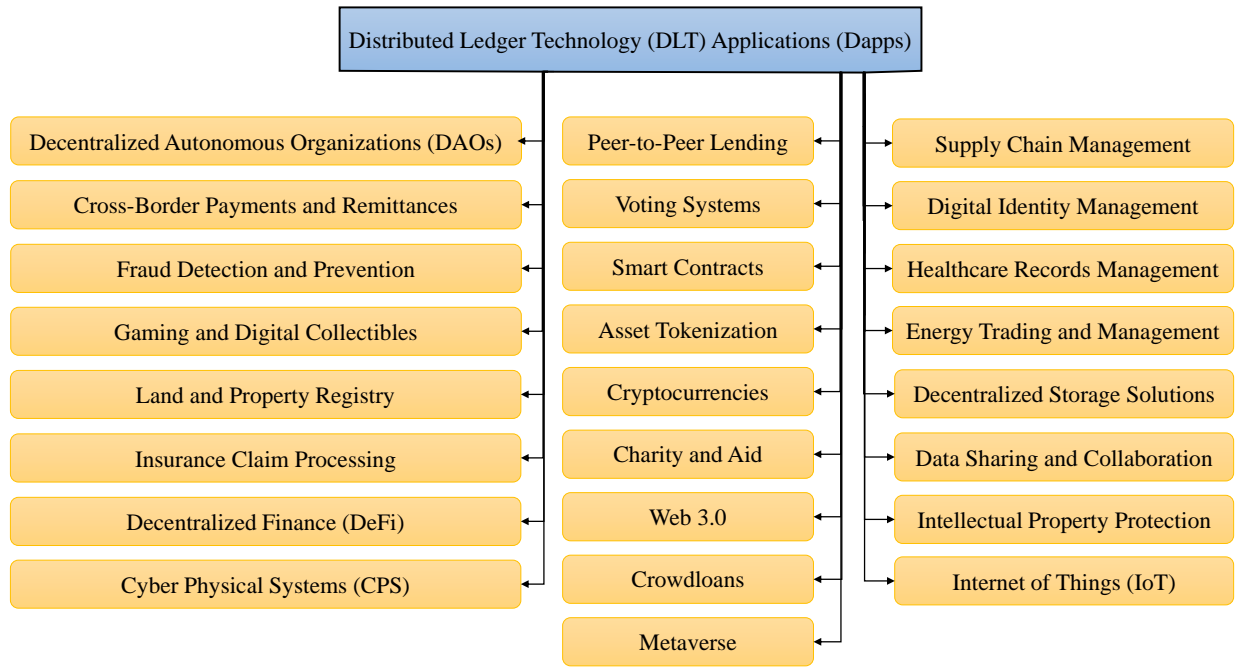 Distributed Ledger Technology (DLT) Applications (Dapps)
Decentralized Autonomous Organizations (DAOs)
Cross-Border Payments and Remittances
Fraud Detection and Prevention
Gaming and Digital Collectibles
Land and Property Registry
Insurance Claim Processing
Decentralized Finance (DeFi)
Cyber Physical Systems (CPS)
Peer-to-Peer Lending
Voting Systems
Smart Contracts
Asset Tokenization
Cryptocurrencies
Charity and Aid
Web 3.0
Crowdloans
Metaverse
Supply Chain Management
Digital Identity Management
Healthcare Records Management
Energy Trading and Management
Decentralized Storage Solutions
Data Sharing and Collaboration
Intellectual Property Protection
Internet of Things (IoT)